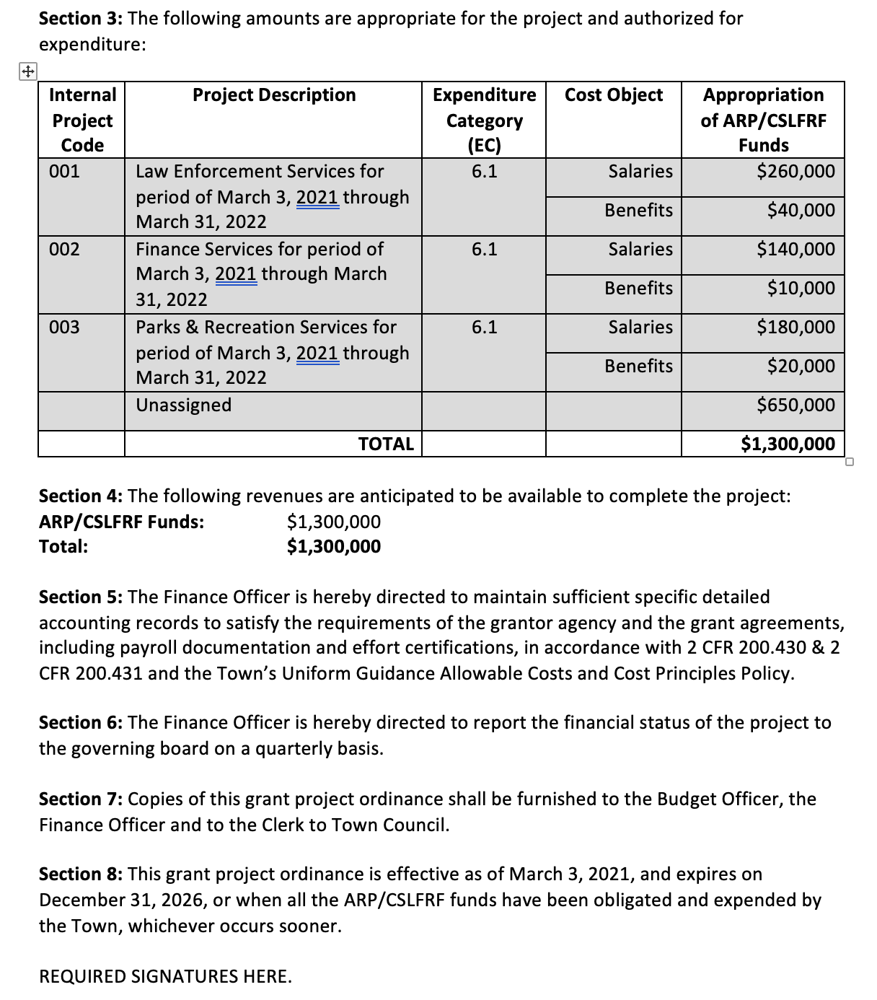 Section 3: The following amounts are appropriate for the project and authorized for
expenditure:
Internal Project Code | Project Description | Expenditure Category (EC) | Cost Object | Appropriation of ARP/CSLFRF Funds
001 | Law Enforcement Services for period of March 3, 2021 through March 31, 2022 | 6.1 | Salaries | $260,000
Benefits | $40,000
002 | Finance Services for period of March 3, 2021 through March 31, 2022 | 6.1 | Salaries | $140,000
Benefits | $10,000
003 | Parks & Recreation Services for period of March 3, 2021 through March 31, 2022 | 6.1 | Salaries | $180,000
Benefits | $20,000
Unassigned | $650,000
TOTAL | $1,300,000
Section 4: The following revenues are anticipated to be available to complete the project:
ARP/CSLFRF Funds: $1,300,000
Total: $1,300,000
Section 5: The Finance Officer is hereby directed to maintain sufficient specific detailed
accounting records to satisfy the requirements of the grantor agency and the grant agreements,
including payroll documentation and effort certifications, in accordance with 2 CFR 200.430 & 2
CFR 200.431 and the Town’s Uniform Guidance Allowable Costs and Cost Principles Policy.
Section 6: The Finance Officer is hereby directed to report the financial status of the project to
the governing board on a quarterly basis.
Section 7: Copies of this grant project ordinance shall be furnished to the Budget Officer, the
Finance Officer and to the Clerk to Town Council.
Section 8: This grant project ordinance is effective as of March 3, 2021, and expires on
December 31, 2026, or when all the ARP/CSLFRF funds have been obligated and expended by
the Town, whichever occurs sooner.
REQUIRED SIGNATURES HERE.